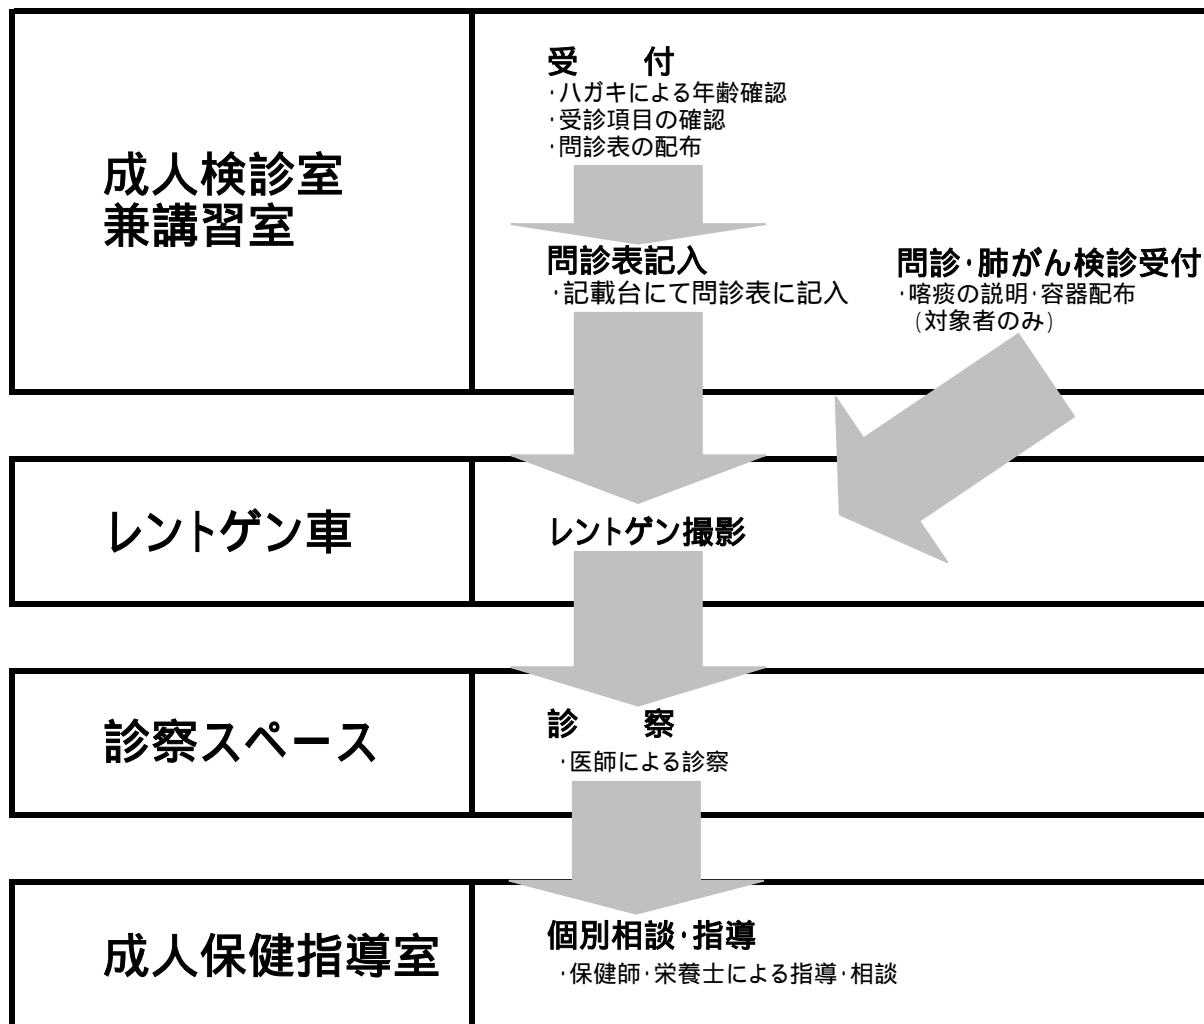 成人検診室
兼講習室
受　　付
・ハガキによる年齢確認
・受診項目の確認
・問診表の配布
問診表記入
・記載台にて問診表に記入
問診・肺がん検診受付
・喀痰の説明・容器配布
（対象者のみ）
レントゲン車
レントゲン撮影
診察スペース
診　　察
・医師による診察
成人保健指導室
個別相談・指導
・保健師・栄養士による指導・相談